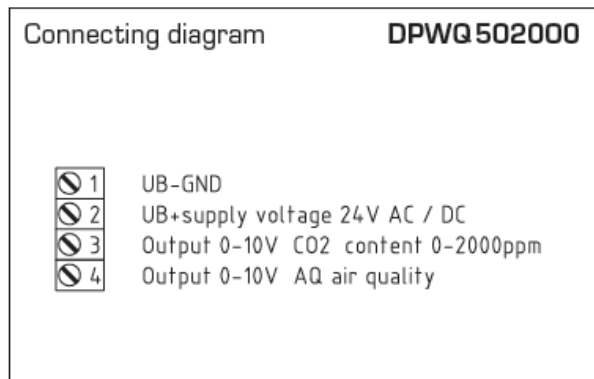 Connecting diagram DPWQ502000
1 UB-GND
2 UB+supply voltage 24V AC / DC
3 Output 0-10V CO2 content 0-2000ppm
4 Output 0-10V AQ air quality